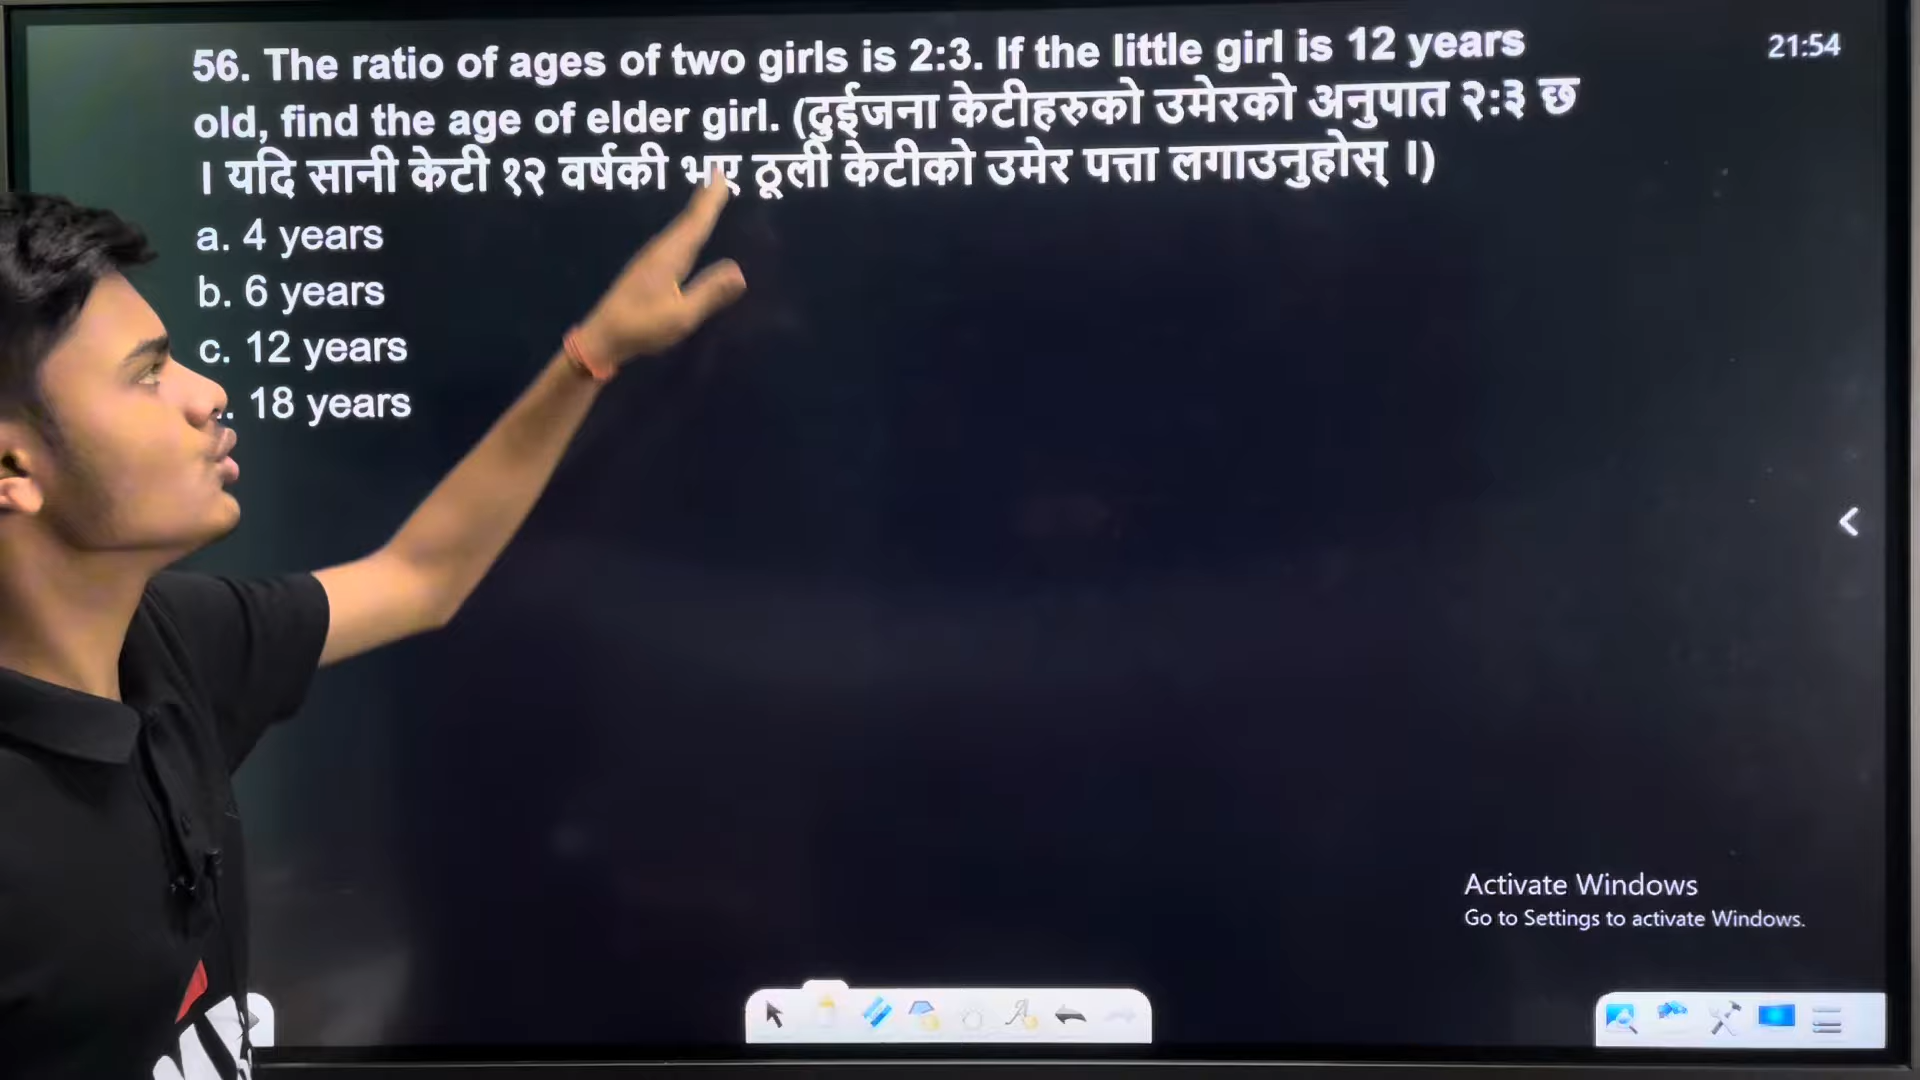 56. The ratio of ages of two girls is 2:3. If the little girl is 12 years
21:54
old, find the age of elder girl. (दुईजना केटीहरुको उमेरको अनुपात २:३ छ
। यदि सानी केटी १२ वर्षकी भए ठूली केटीको उमेर पत्ता लगाउनुहोस् ।)
a. 4 years
b. 6 years
c. 12 years
. 18 years
Activate Windows
Go to Settings to activate Windows.